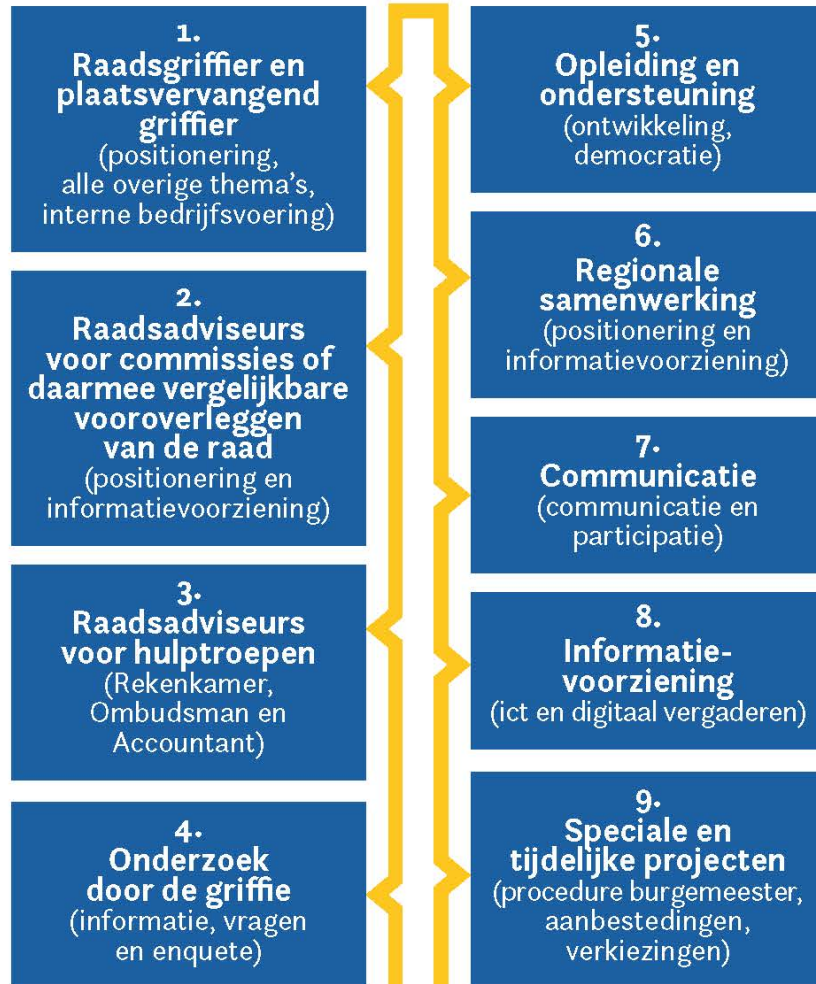 1.
Raadsgriffier en
plaatsvervangend
griffier
(positionering,
alle overige thema's,
interne bedrijfsvoering)
2.
Raadsadviseurs
voor commissies of
daarmee vergelijkbare
vooroverleggen
van de raad
(positionering en
informatievoorziening)
3.
Raadsadviseurs
voor hulptroepen
(Rekenkamer,
Ombudsman en
Accountant)
4.
Onderzoek
door de griffie
(informatie, vragen
en enquete)
5.
Opleiding en
ondersteuning
(ontwikkeling,
democratie)
6.
Regionale
samenwerking
(positionering en
informatievoorziening)
7.
Communicatie
(communicatie en
participatie)
8.
Informatie-
voorziening
(ict en digitaal vergaderen)
9.
Speciale en
tijdelijke projecten
(procedure burgemeester,
aanbestedingen,
verkiezingen)